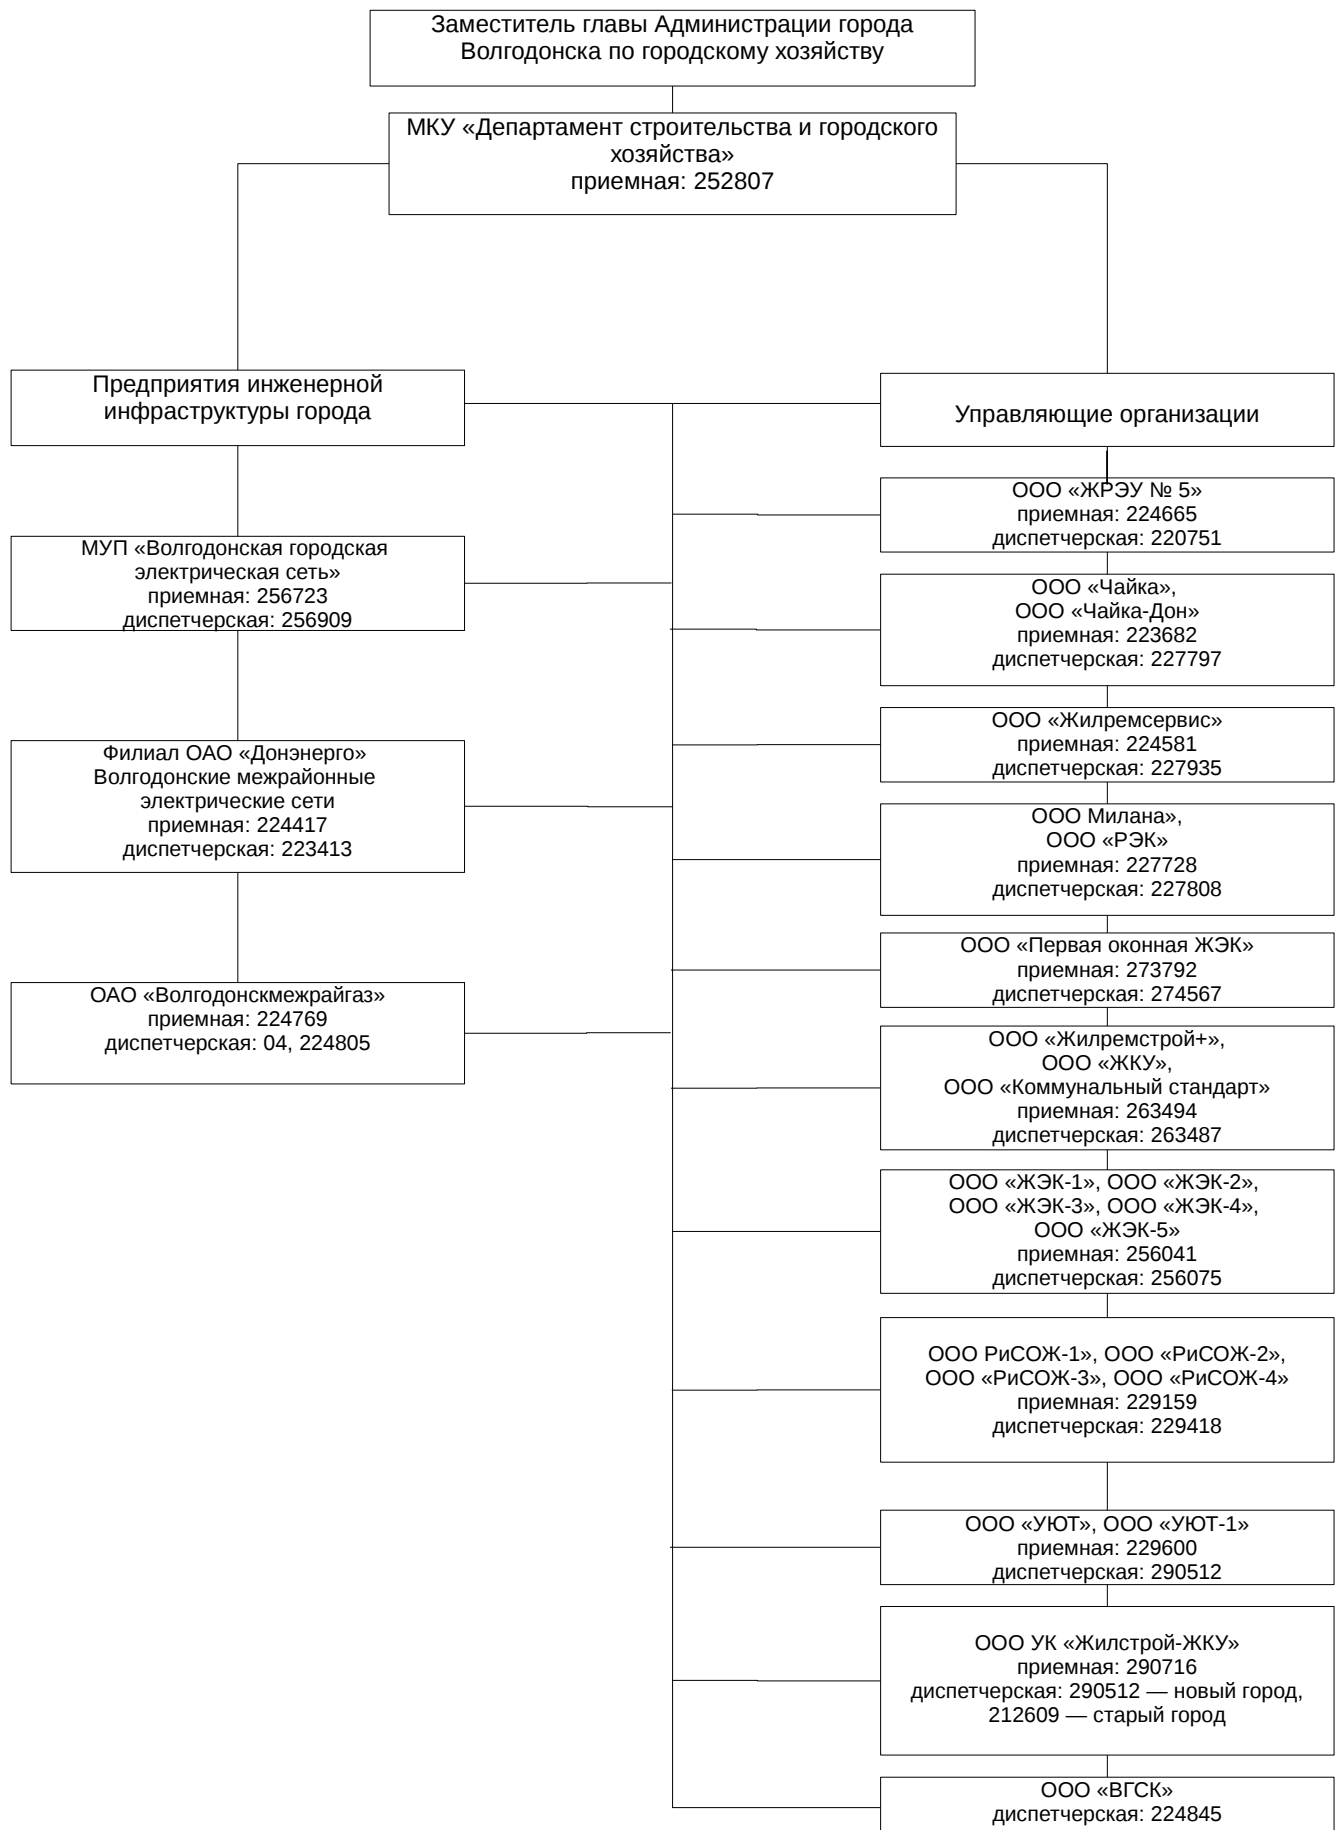 Заместитель главы Администрации города
Волгодонска по городскому хозяйству
МКУ «Департамент строительства и городского
хозяйства»
приемная: 252807
Предприятия инженерной
инфраструктуры города
МУП «Волгодонская городская
электрическая сеть»
приемная: 256723
диспетчерская: 256909
Филиал ОАО «Донэнерго»
Волгодонские межрайонные
электрические сети
приемная: 224417
диспетчерская: 223413
ОАО «Волгодонскмежрайгаз»
приемная: 224769
диспетчерская: 04, 224805
Управляющие организации
ООО «ЖРЭУ № 5»
приемная: 224665
диспетчерская: 220751
ООО «Чайка»,
ООО «Чайка-Дон»
приемная: 223682
диспетчерская: 227797
ООО «Жилремсервис»
приемная: 224581
диспетчерская: 227935
ООО Милана»,
ООО «РЭК»
приемная: 227728
диспетчерская: 227808
ООО «Первая оконная ЖЭК»
приемная: 273792
диспетчерская: 274567
ООО «Жилремстрой+»,
ООО «ЖКУ»,
ООО «Коммунальный стандарт»
приемная: 263494
диспетчерская: 263487
ООО «ЖЭК-1», ООО «ЖЭК-2»,
ООО «ЖЭК-3», ООО «ЖЭК-4»,
ООО «ЖЭК-5»
приемная: 256041
диспетчерская: 256075
ООО РиСОЖ-1», ООО «РиСОЖ-2»,
ООО «РиСОЖ-3», ООО «РиСОЖ-4»
приемная: 229159
диспетчерская: 229418
ООО «УЮТ», ООО «УЮТ-1»
приемная: 229600
диспетчерская: 290512
ООО УК «Жилстрой-ЖКУ»
приемная: 290716
диспетчерская: 290512 — новый город,
212609 — старый город
ООО «ВГСК»
диспетчерская: 224845